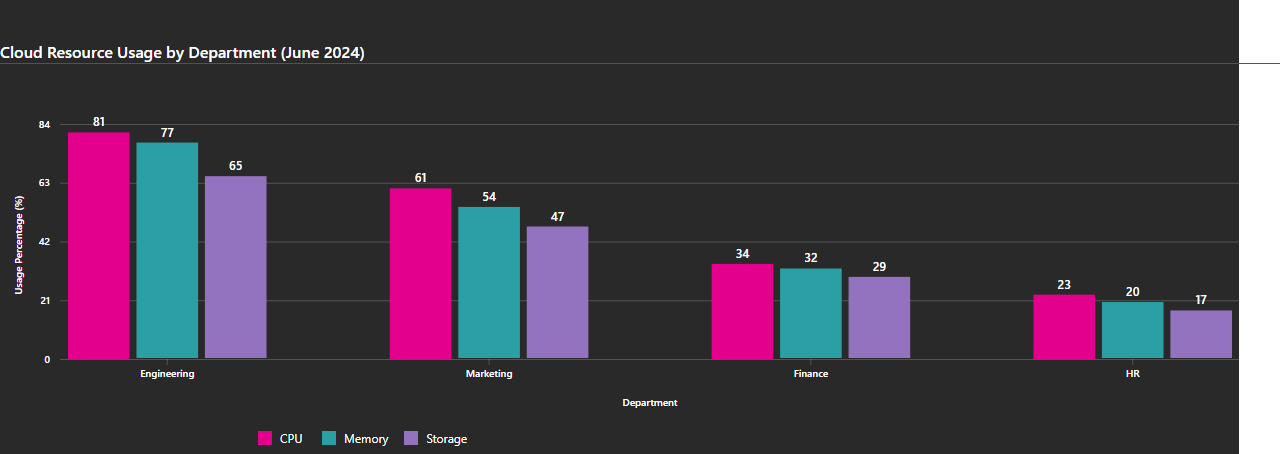 Cloud Resource Usage by Department (June 2024)
84
63
42
21
0
Usage Percentage (%)
81
77
65
61
54
47
34
32
29
23
20
17
Engineering
Marketing
Finance
HR
Department
CPU
Memory
Storage